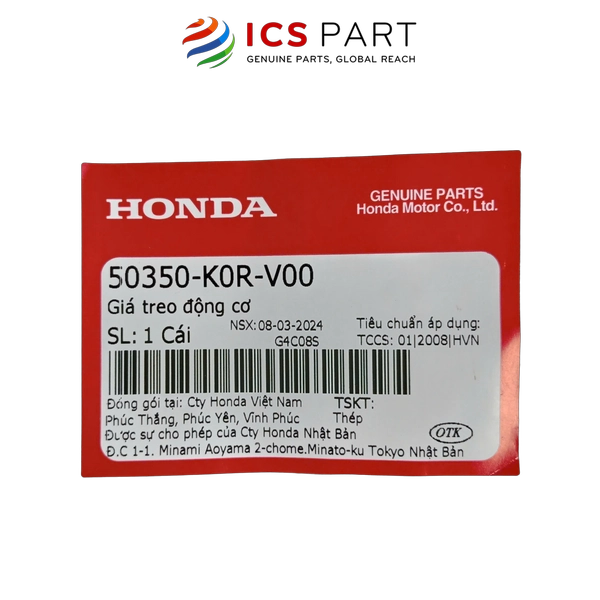 ICS PART
GENUINE PARTS, GLOBAL REACH
HONDA
GENUINE PARTS
Honda Motor Co., Ltd.
50350-K0R-V00
Giá treo động cơ
SL: 1 Cái
NSX: 08-03-2024
G4C08S
Tiêu chuẩn áp dụng:
TCCS: 01|2008|HVN
Đóng gói tại: Cty Honda Việt Nam
TSKT:
Phúc Thắng, Phúc Yên, Vĩnh Phúc
Thép
Được sự cho phép của Cty Honda Nhật Bản
OTK
Đ.C 1-1. Minami Aoyama 2-chome.Minato-ku Tokyo Nhật Bản